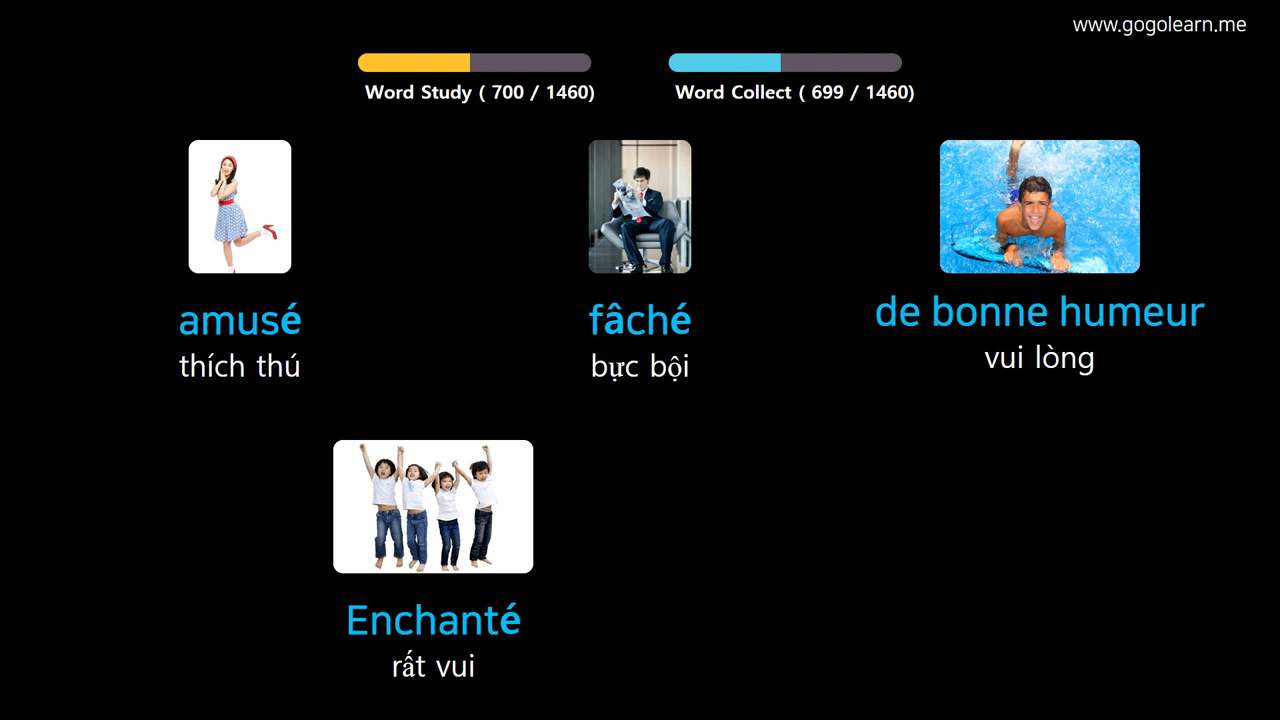 www.gogolearn.me
Word Study ( 700 / 1460)
Word Collect ( 699 / 1460)
amusé
thích thú
fâché
bực bội
de bonne humeur
vui lòng
Enchanté
rất vui